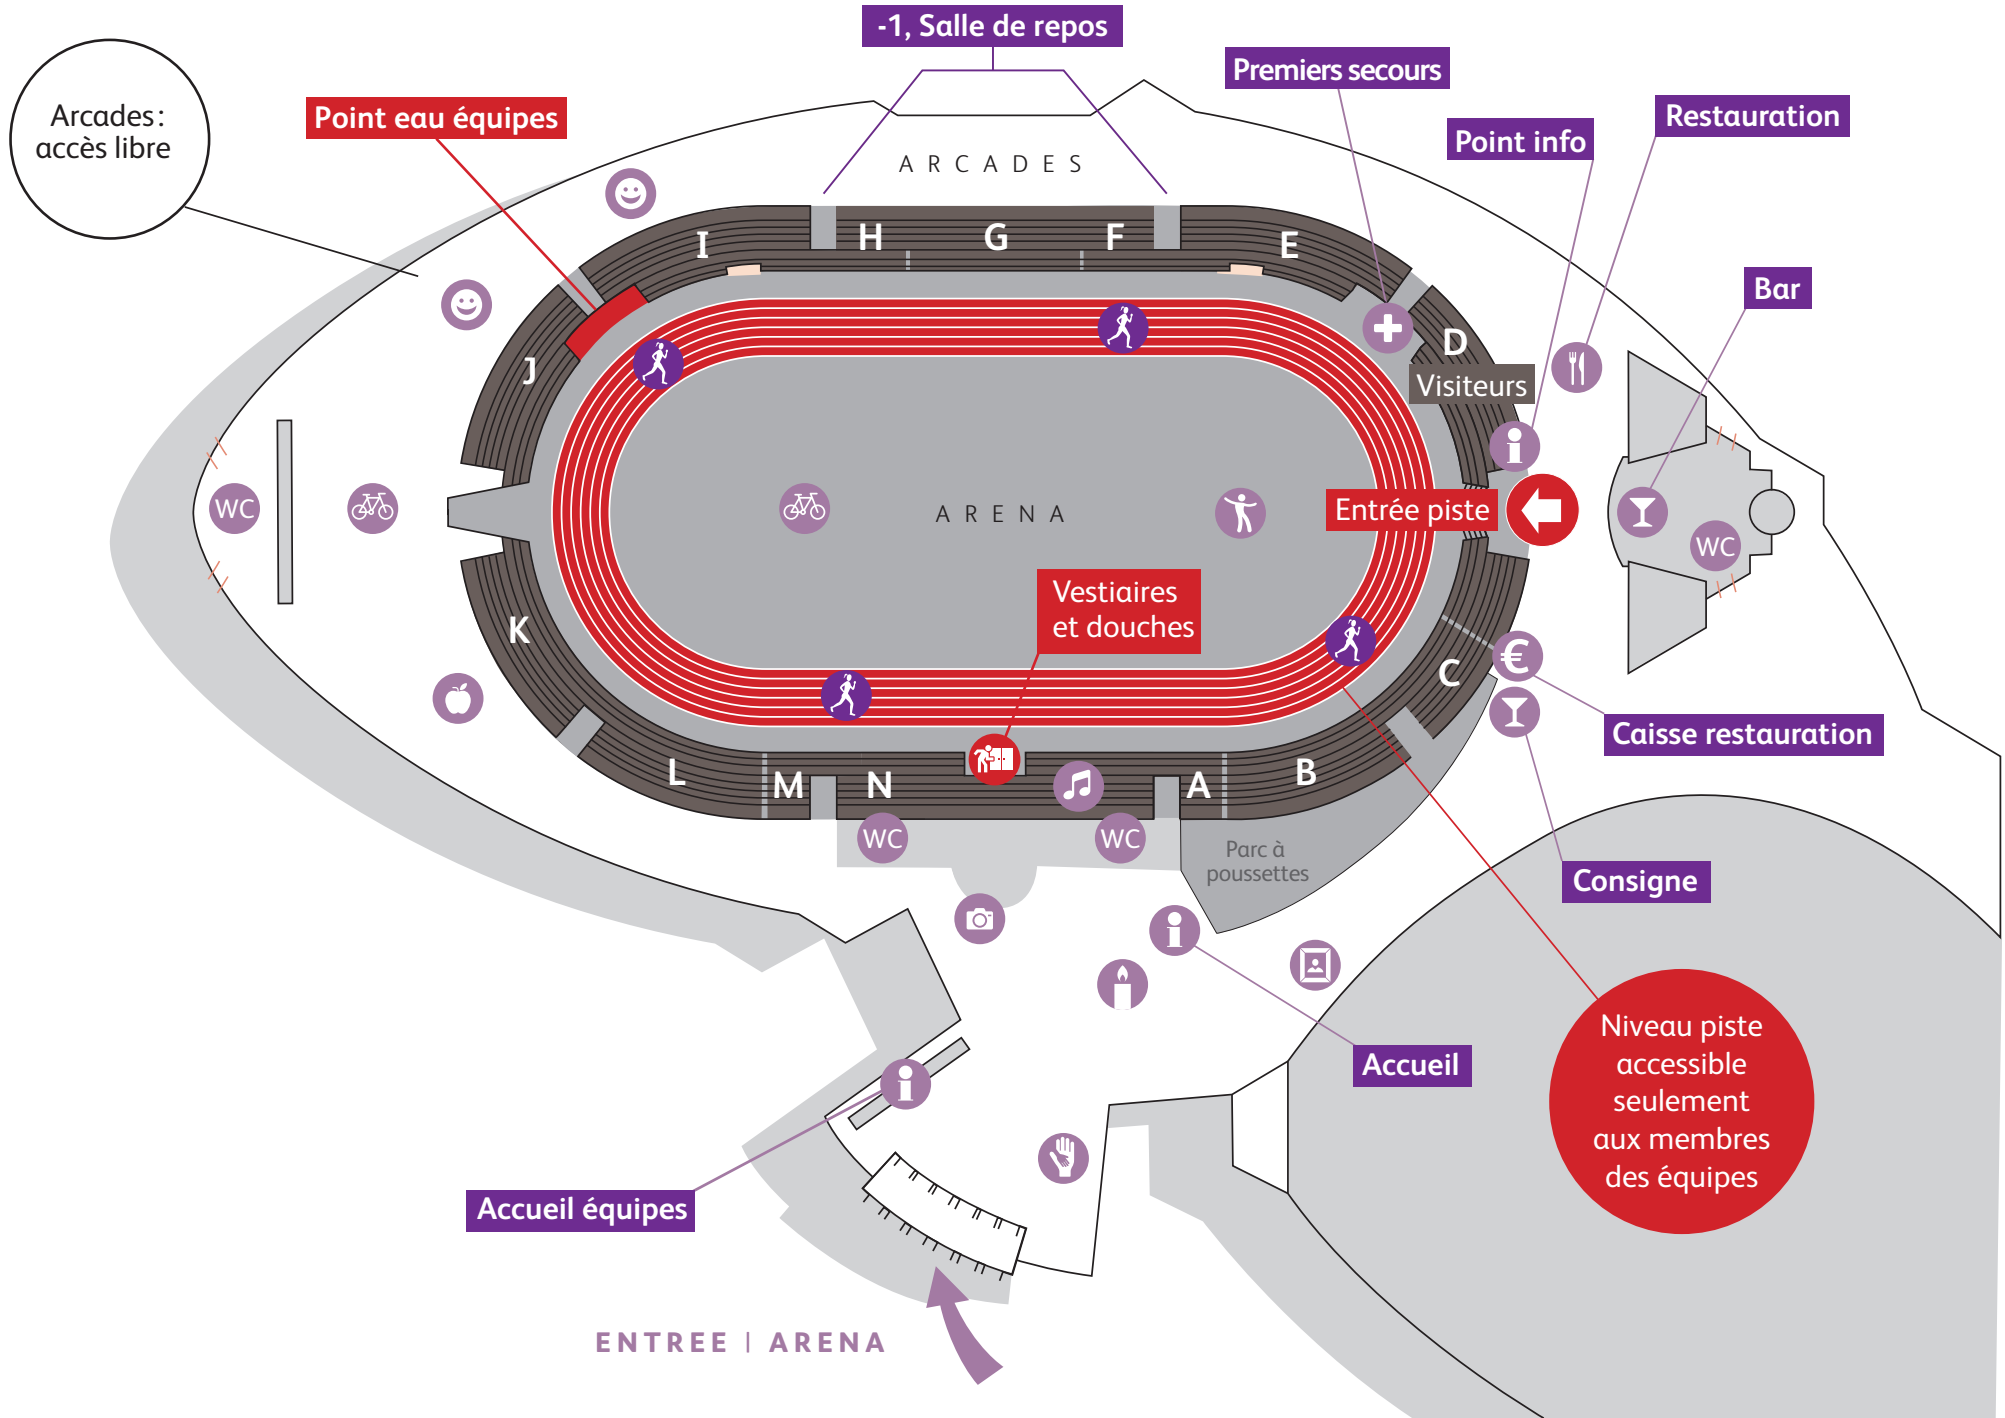 -1, Salle de repos
Premiers secours
Arcades :
accès libre
Point eau équipes
Point info
Restauration
ARCADES
I
H
G
F
E
Bar
J
D
Visiteurs
WC
ARENA
Entrée piste
WC
Vestiaires
et douches
K
C
€
Caisse restauration
L
M
N
A
B
WC
WC
Parc à
poussettes
Consigne
Niveau piste
accessible
seulement
aux membres
des équipes
Accueil
Accueil équipes
ENTREE | ARENA